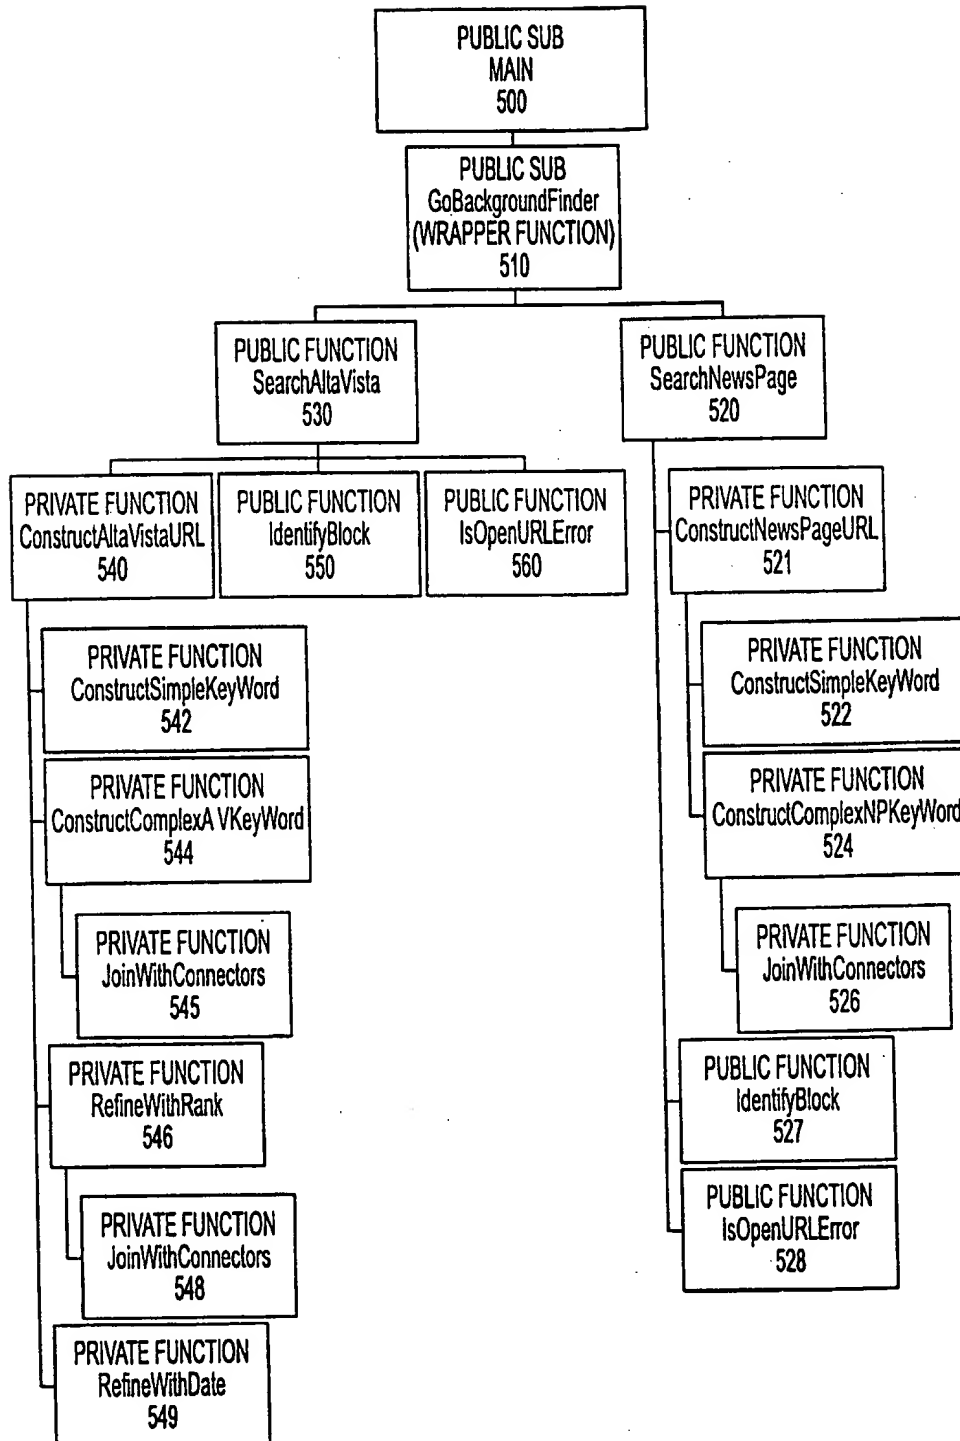 PUBLIC SUB
MAIN
500
PUBLIC SUB
GoBackgroundFinder
(WRAPPER FUNCTION)
510
PUBLIC FUNCTION
SearchAltaVista
530
PUBLIC FUNCTION
SearchNewsPage
520
PRIVATE FUNCTION
ConstructAltaVistaURL
540
PUBLIC FUNCTION
IdentifyBlock
550
PUBLIC FUNCTION
IsOpenURLError
560
PRIVATE FUNCTION
ConstructSimpleKeyWord
542
PRIVATE FUNCTION
ConstructComplexA VKeyWord
544
PRIVATE FUNCTION
JoinWithConnectors
545
PRIVATE FUNCTION
RefineWithRank
546
PRIVATE FUNCTION
JoinWithConnectors
548
PRIVATE FUNCTION
RefineWithDate
549
PRIVATE FUNCTION
ConstructNewsPageURL
521
PRIVATE FUNCTION
ConstructSimpleKeyWord
522
PRIVATE FUNCTION
ConstructComplexNPKeyWord
524
PRIVATE FUNCTION
JoinWithConnectors
526
PUBLIC FUNCTION
IdentifyBlock
527
PUBLIC FUNCTION
IsOpenURLError
528